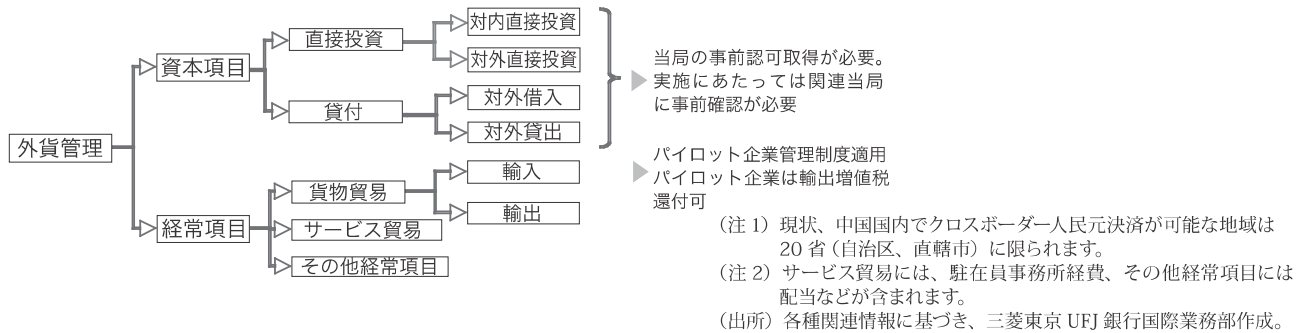 外貨管理
資本項目
直接投資
対内直接投資
対外直接投資
貸付
対外借入
対外貸出
当局の事前認可取得が必要。
実施にあたっては関連当局
に事前確認が必要
経常項目
貨物貿易
輸入
輸出
サービス貿易
その他経常項目
パイロット企業管理制度適用
パイロット企業は輸出増値税
還付可
(注 1) 現状、中国国内でクロスボーダー人民元決済が可能な地域は
20 省 (自治区、直轄市) に限られます。
(注 2) サービス貿易には、駐在員事務所経費、その他経常項目には
配当などが含まれます。
(出所) 各種関連情報に基づき、三菱東京 UFJ 銀行国際業務部作成。